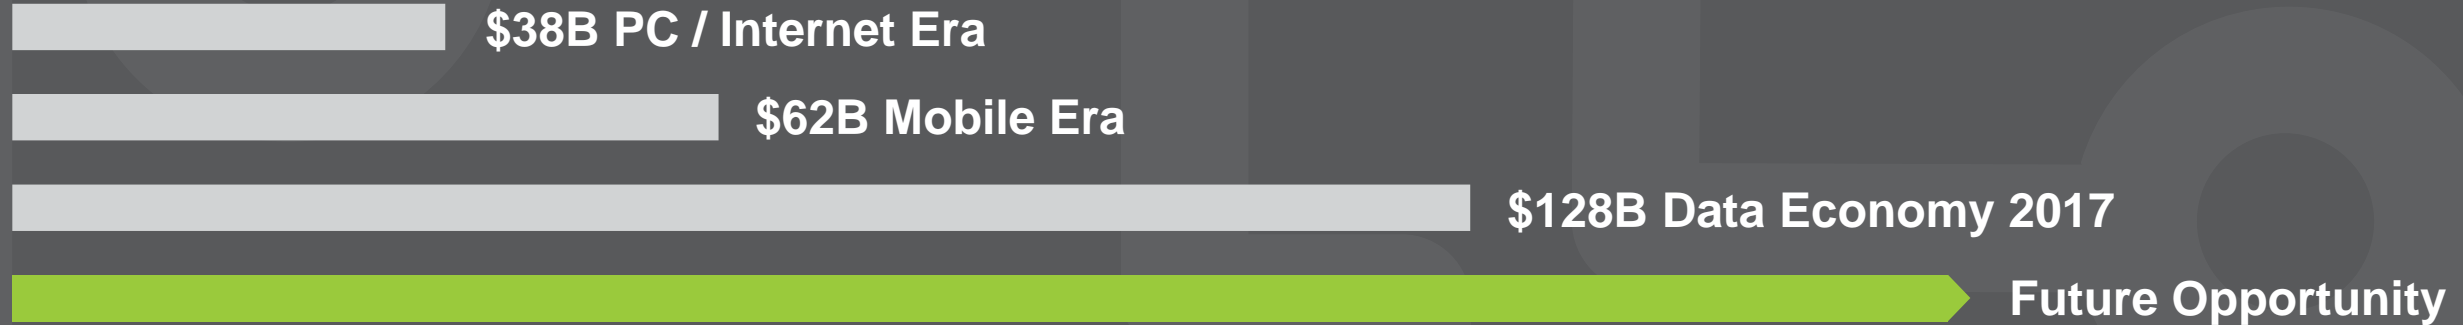 $38B PC / Internet Era
$62B Mobile Era
$128B Data Economy 2017
Future Opportunity